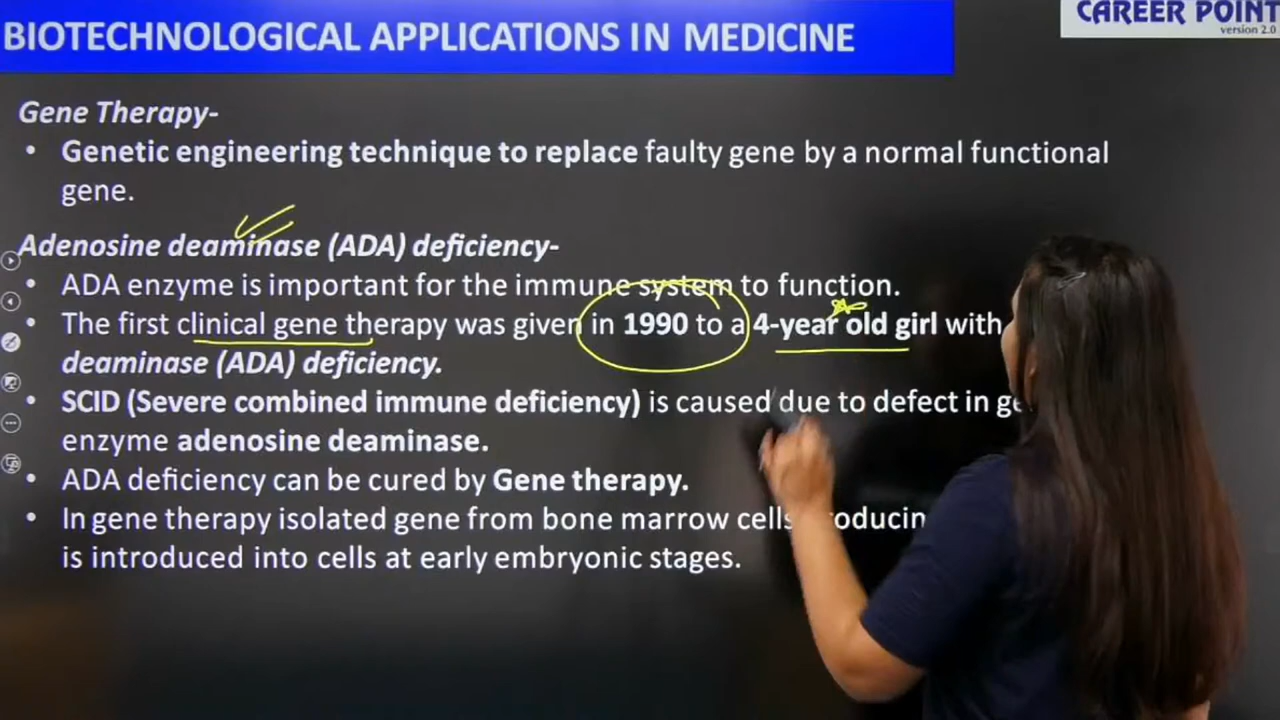 BIOTECHNOLOGICAL APPLICATIONS IN MEDICINE
CAREER POINT
version 2.0
Gene Therapy-
• Genetic engineering technique to replace faulty gene by a normal functional
gene.
Adenosine deaminase (ADA) deficiency-
• ADA enzyme is important for the immune system to function.
• The first clinical gene therapy was given in 1990 to a 4-year old girl with
deaminase (ADA) deficiency.
• SCID (Severe combined immune deficiency) is caused due to defect in
enzyme adenosine deaminase.
• ADA deficiency can be cured by Gene therapy.
• In gene therapy isolated gene from bone marrow cells
is introduced into cells at early embryonic stages.